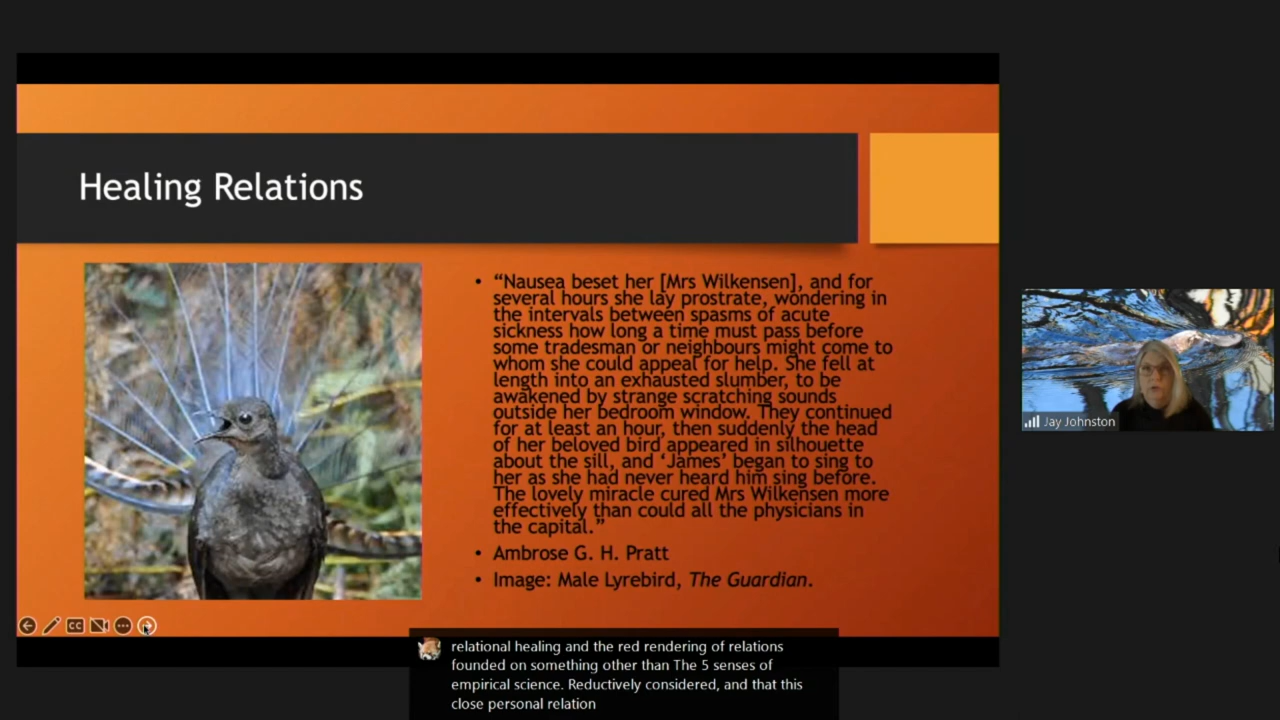 Healing Relations
• “Nausea beset her [Mrs Wilkensen], and for
several hours she lay prostrate, wondering in
the intervals between spasms of acute
sickness how long a time must pass before
some tradesman or neighbours might come to
whom she could appeal for help. She fell at
length into an exhausted slumber, to be
awakened by strange scratching sounds
outside her bedroom window. They continued
for at least an hour, then suddenly the head
of her beloved bird appeared in silhouette
about the sill, and ‘James’ began to sing to
her as she had never heard him sing before.
The lovely miracle cured Mrs Wilkensen more
effectively than could all the physicians in
the capital.”
• Ambrose G. H. Pratt
• Image: Male Lyrebird, The Guardian.
Jay Johnston
CC
relational healing and the red rendering of relations
founded on something other than The 5 senses of
empirical science. Reductively considered, and that this
close personal relation